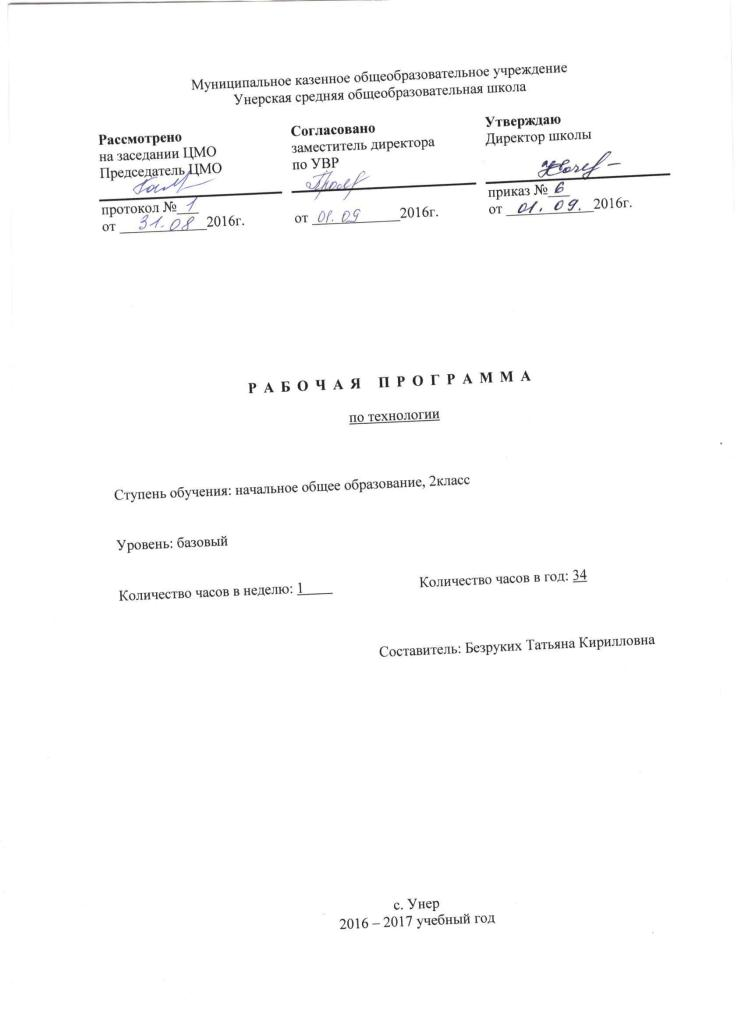 Муниципальное казенное общеобразовательное учреждение
Унерская средняя общеобразовательная школа
Рассмотрено
на заседании ЦМО
Председатель ЦМО
протокол № 1
от 31.08 2016г.
Согласовано
заместитель директора
по УВР
от 01.09 2016г.
Утверждаю
Директор школы
приказ № 6
от 01.09. 2016г.
Р А Б О Ч А Я П Р О Г Р А М М А
по технологии
Ступень обучения: начальное общее образование, 2класс
Уровень: базовый
Количество часов в неделю: 1 Количество часов в год: 34
Составитель: Безруких Татьяна Кирилловна
с. Унер
2016 – 2017 учебный год